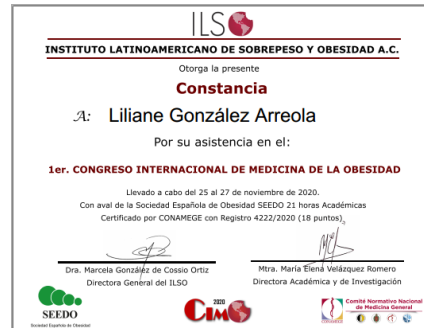 ILSO
INSTITUTO LATINOAMERICANO DE SOBREPESO Y OBESIDAD A.C.
Otorga la presente
Constancia
A: Liliane González Arreola
Por su asistencia en el:
1er. CONGRESO INTERNACIONAL DE MEDICINA DE LA OBESIDAD
Llevado a cabo del 25 al 27 de noviembre de 2020.
Con aval de la Sociedad Española de Obesidad SEEDO 21 horas Académicas
Certificado por CONAMEGE con Registro 4222/2020 (18 puntos)
Dra. Marcela González de Cossio Ortiz
Directora General del ILSO
Mtra. María Elena Velázquez Romero
Directora Académica y de Investigación
SEEDO
Sociedad Española de Obesidad
2020
CIMO
CONAMEGE
Comité Normativo Nacional
de Medicina General